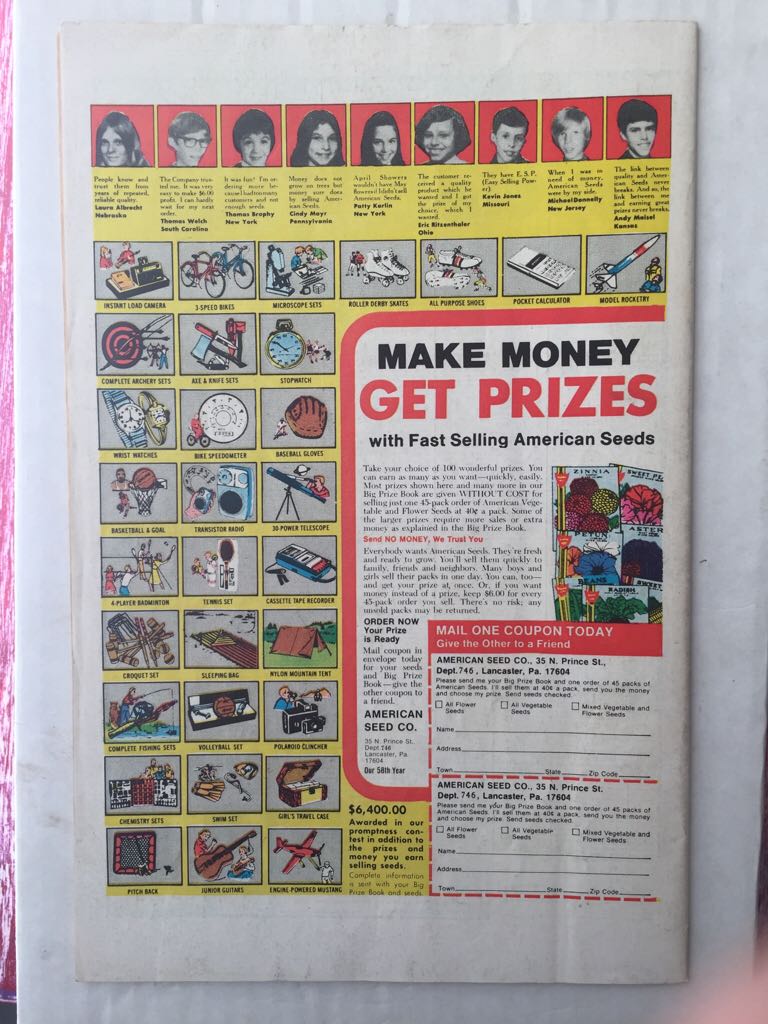 People know and
trust them from
years of repeated,
reliable quality.
Laura Albrecht
Nebraska
The Company trus-
ted me. It was very
easy to make $6.00
profit. I can hardly
wait for my next
order.
Thomas Welch
South Carolina
It was fun! I'm or-
dering more be-
cause I had too many
customers and not
enough seeds.
Thomas Brophy
New York
Money does not
grow on trees but
money sure does
by selling Amer-
ican Seeds.
Cindy Mayr
Pennsylvania
April Showers
wouldn't have May
flowers if I didn't sell
American Seeds.
Patty Karlin
New York
The customer re-
ceived a quality
product which he
wanted and I got
the prize of my
choice, which I
wanted.
Eric Ritzenthaler
Ohio
They have E.S.P.
(Easy Selling Pow-
er)
Kevin Jones
Missouri
When I was in
need of money,
American Seeds
were by my side.
Michael Donnelly
New Jersey
The link between
quality and Amer-
ican Seeds never
breaks. And so, the
link between me
and earning great
prizes never breaks.
Andy Maisel
Kansas
INSTANT LOAD CAMERA
3-SPEED BIKES
MICROSCOPE SETS
ROLLER DERBY SKATES
ALL PURPOSE SHOES
POCKET CALCULATOR
MODEL ROCKETRY
COMPLETE ARCHERY SETS
AXE & KNIFE SETS
STOPWATCH
WRIST WATCHES
BIKE SPEEDOMETER
BASEBALL GLOVES
BASKETBALL & GOAL
TRANSISTOR RADIO
30-POWER TELESCOPE
4-PLAYER BADMINTON
TENNIS SET
CASSETTE TAPE RECORDER
CROQUET SET
SLEEPING BAG
NYLON MOUNTAIN TENT
COMPLETE FISHING SETS
VOLLEYBALL SET
POLAROID CLINCHER
CHEMISTRY SETS
SWIM SET
GIRL'S TRAVEL CASE
PITCH BACK
JUNIOR GUITARS
ENGINE-POWERED MUSTANG
MAKE MONEY
GET PRIZES
with Fast Selling American Seeds
Take your choice of 100 wonderful prizes. You
can earn as many as you want—quickly, easily.
Most prizes shown here and many more in our
Big Prize Book are given WITHOUT COST for
selling just one 45-pack order of American Vege-
table and Flower Seeds at 40¢ a pack. Some of
the larger prizes require more sales or extra
money as explained in the Big Prize Book.
Send NO MONEY, We Trust You
Everybody wants American Seeds. They're fresh
and ready to grow. You'll sell them quickly to
family, friends and neighbors. Many boys and
girls sell their packs in one day. You can, too—
and get your prize at once. Or, if you want
money instead of a prize, keep $6.00 for every
45-pack order you sell. There's no risk; any
unsold packs may be returned.
ZINNIA
SWEET PE
PETUN
ASTER
BEANS
RADISH
SWEET
ORDER NOW
Your Prize
is Ready
Mail coupon in
envelope today
for your seeds
and Big Prize
Book—give the
other coupon to
a friend.
AMERICAN
SEED CO.
35 N. Prince St.
Dept. 746
Lancaster, Pa.
17604
Our 58th Year
MAIL ONE COUPON TODAY
Give the Other to a Friend
AMERICAN SEED CO., 35 N. Prince St.,
Dept. 746, Lancaster, Pa. 17604
Please send me your Big Prize Book and one order of 45 packs of
American Seeds. I'll sell them at 40¢ a pack, send you the money
and choose my prize. Send seeds checked.
All Flower
Seeds
All Vegetable
Seeds
Mixed Vegetable and
Flower Seeds
Name
Address
Town State Zip Code
AMERICAN SEED CO., 35 N. Prince St.
Dept. 746, Lancaster, Pa. 17604
Please send me your Big Prize Book and one order of 45 packs of
American Seeds. I'll sell them at 40¢ a pack, send you the money
and choose my prize. Send seeds checked.
All Flower
Seeds
All Vegetable
Seeds
Mixed Vegetable and
Flower Seeds
Name
Address
Town State Zip Code
$6,400.00
Awarded in our
promptness con-
test in addition to
the prizes and
money you earn
selling seeds.
Complete information
is sent with your Big
Prize Book and seeds.